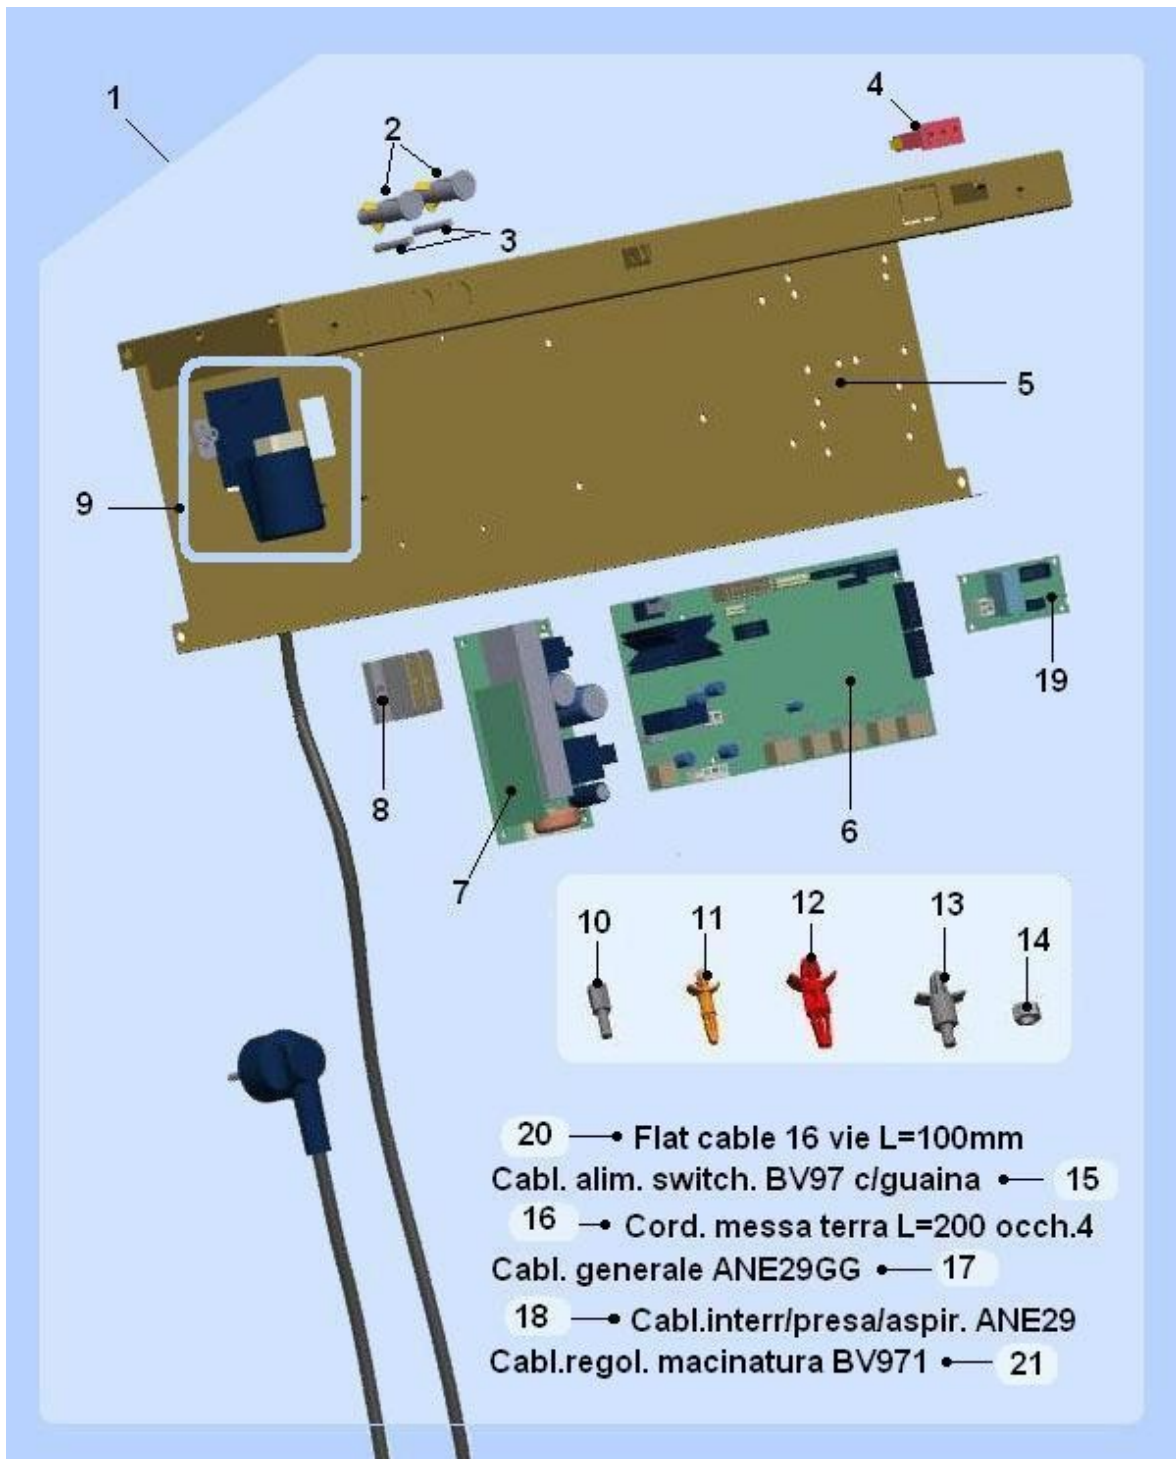 1
2
3
4
5
9
19
8
6
7
10
11
12
13
14
20 Flat cable 16 vie L=100mm
Cabl. alim. switch. BV97 c/guaina 15
16 Cord. messa terra L=200 occh.4
Cabl. generale ANE29GG 17
18 Cabl.interr/presa/aspir. ANE29
Cabl.regol. macinatura BV971 21